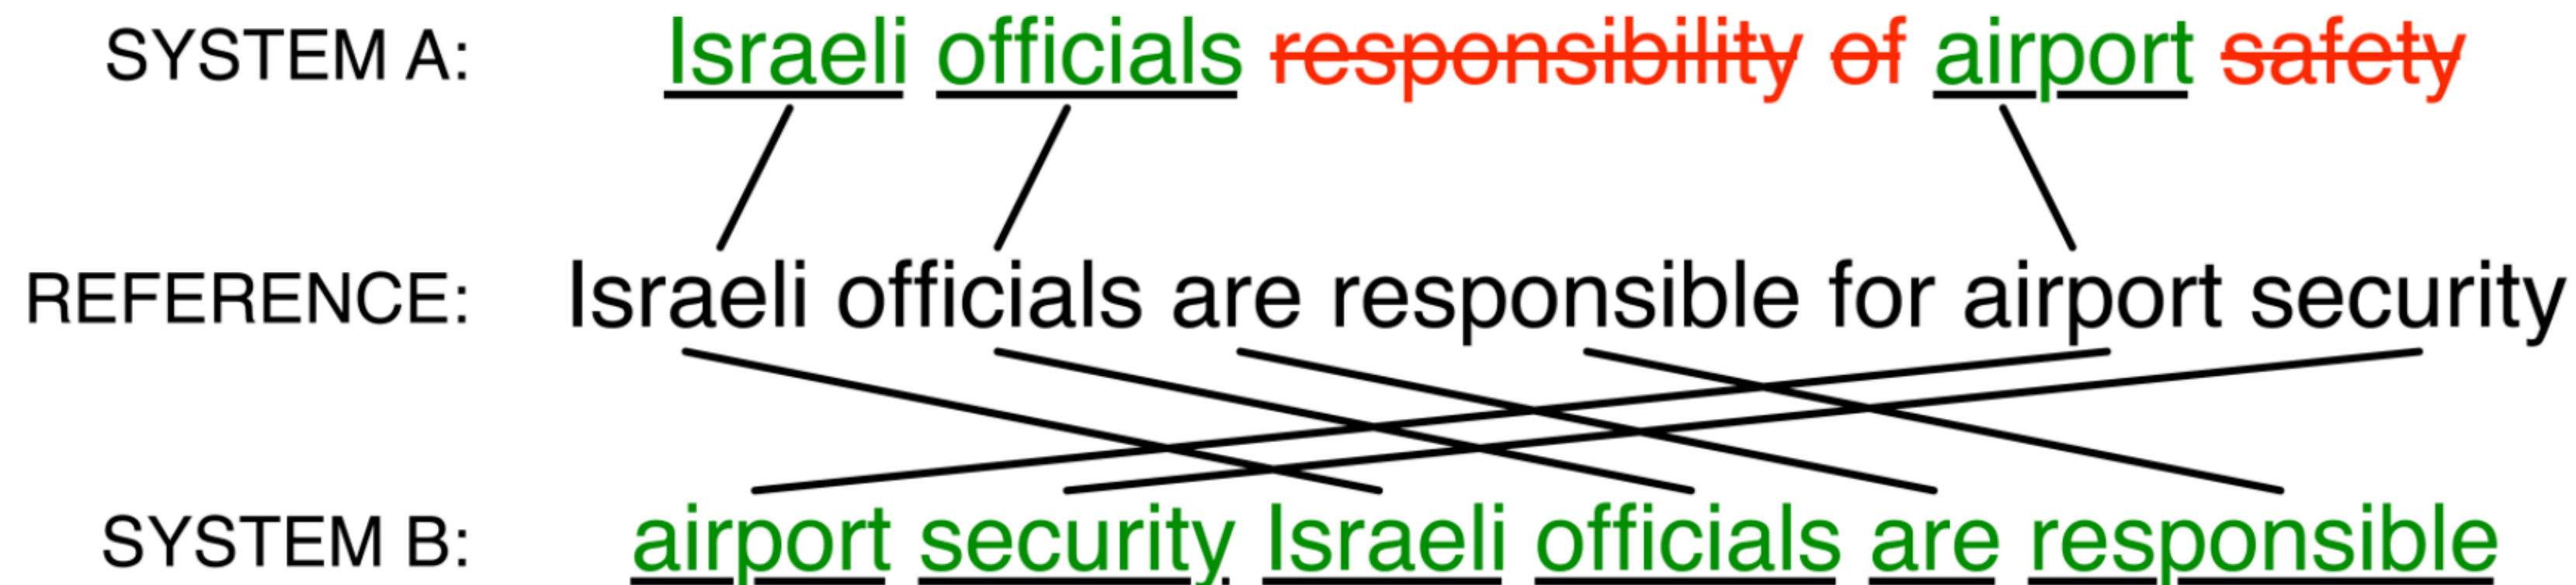 SYSTEM A: Israeli officials responsibility of airport safety
REFERENCE: Israeli officials are responsible for airport security
SYSTEM B: airport security Israeli officials are responsible